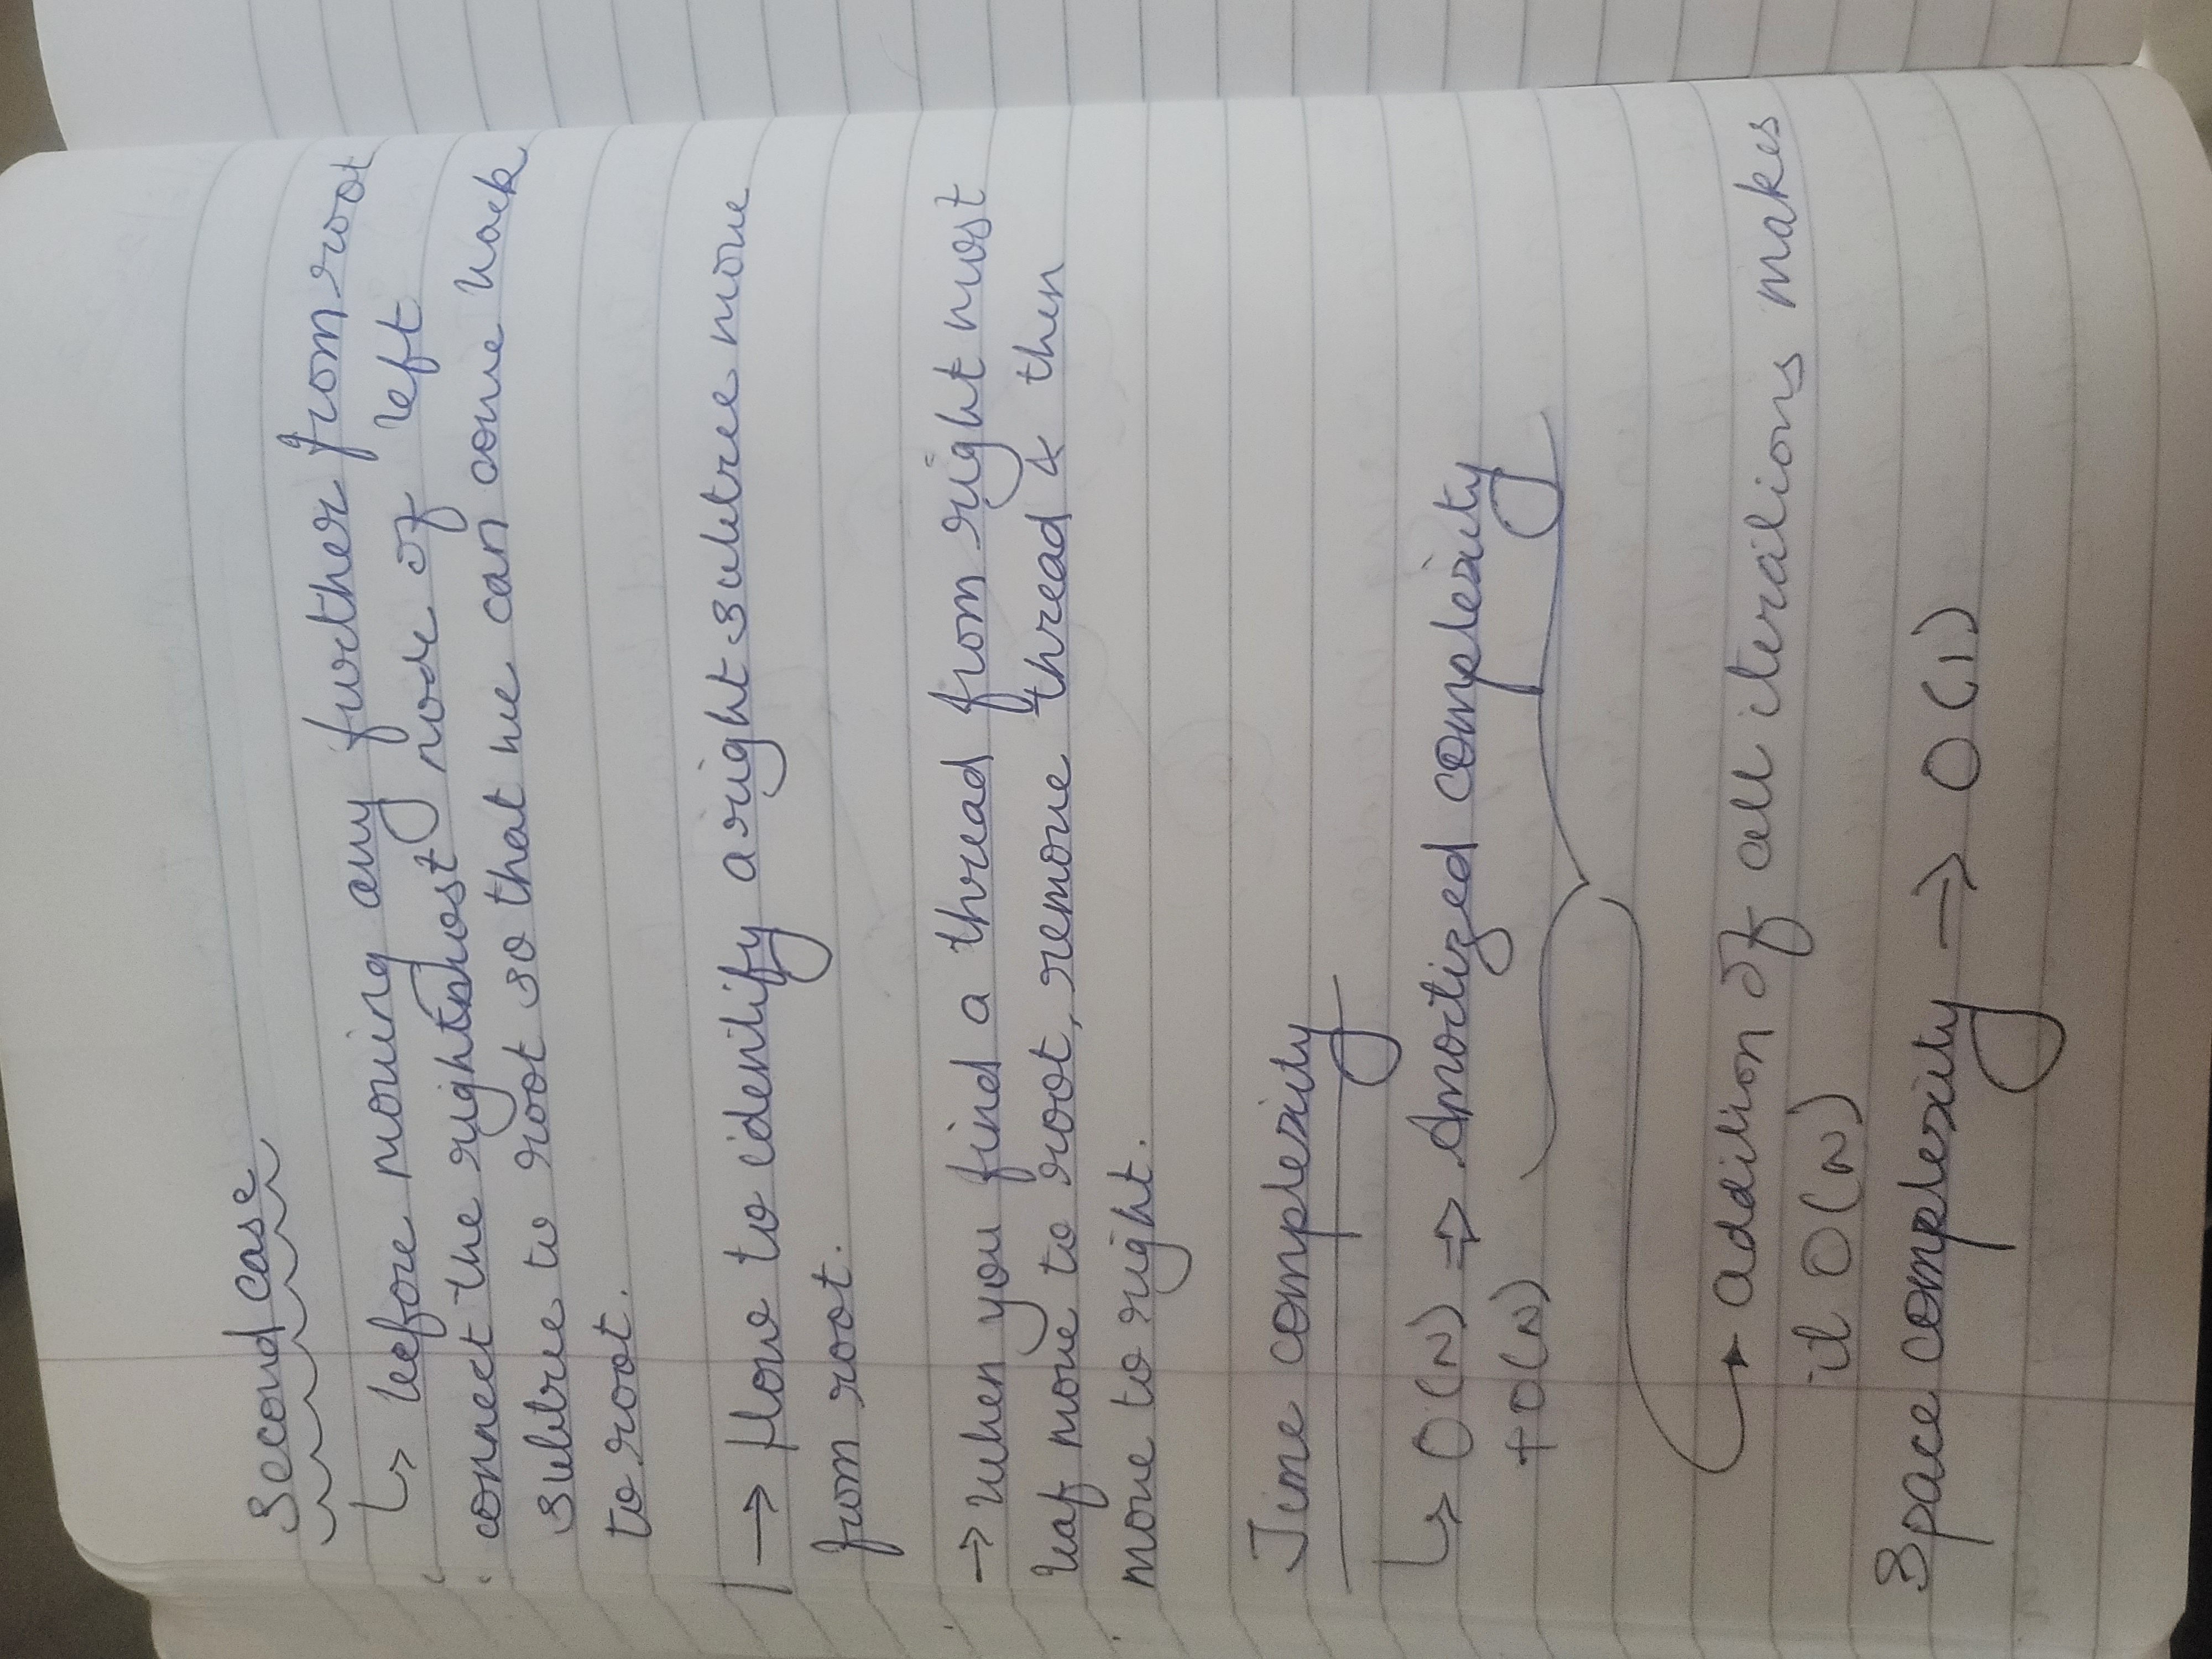 Second case
↳ before moving any further from root
connect the rightmost node of left
subtree to root so that we can come back
to root.
→ How to identify a right subtree move
from root.
→ When you find a thread from right most
leaf move to root, remove thread & then
move to right.
Time complexity
↳ O(N) ⇒ Amortized complexity
+O(N)
addition of all iterations makes
it O(N)
Space complexity → O(1)